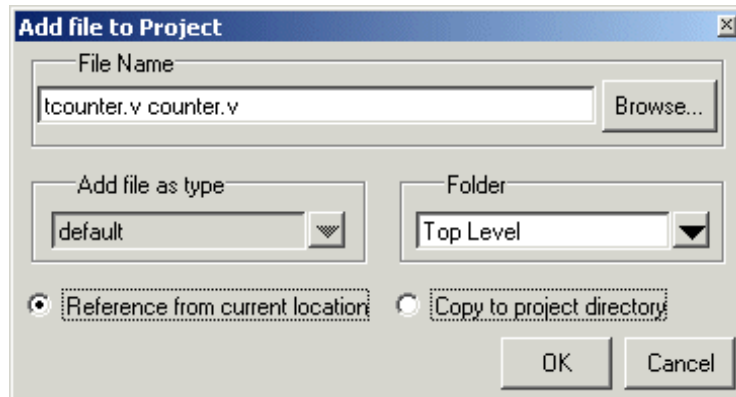 Add file to Project
File Name
tcounter.v counter.v
Browse...
Add file as type
Folder
default
Top Level
Reference from current location
Copy to project directory
OK
Cancel